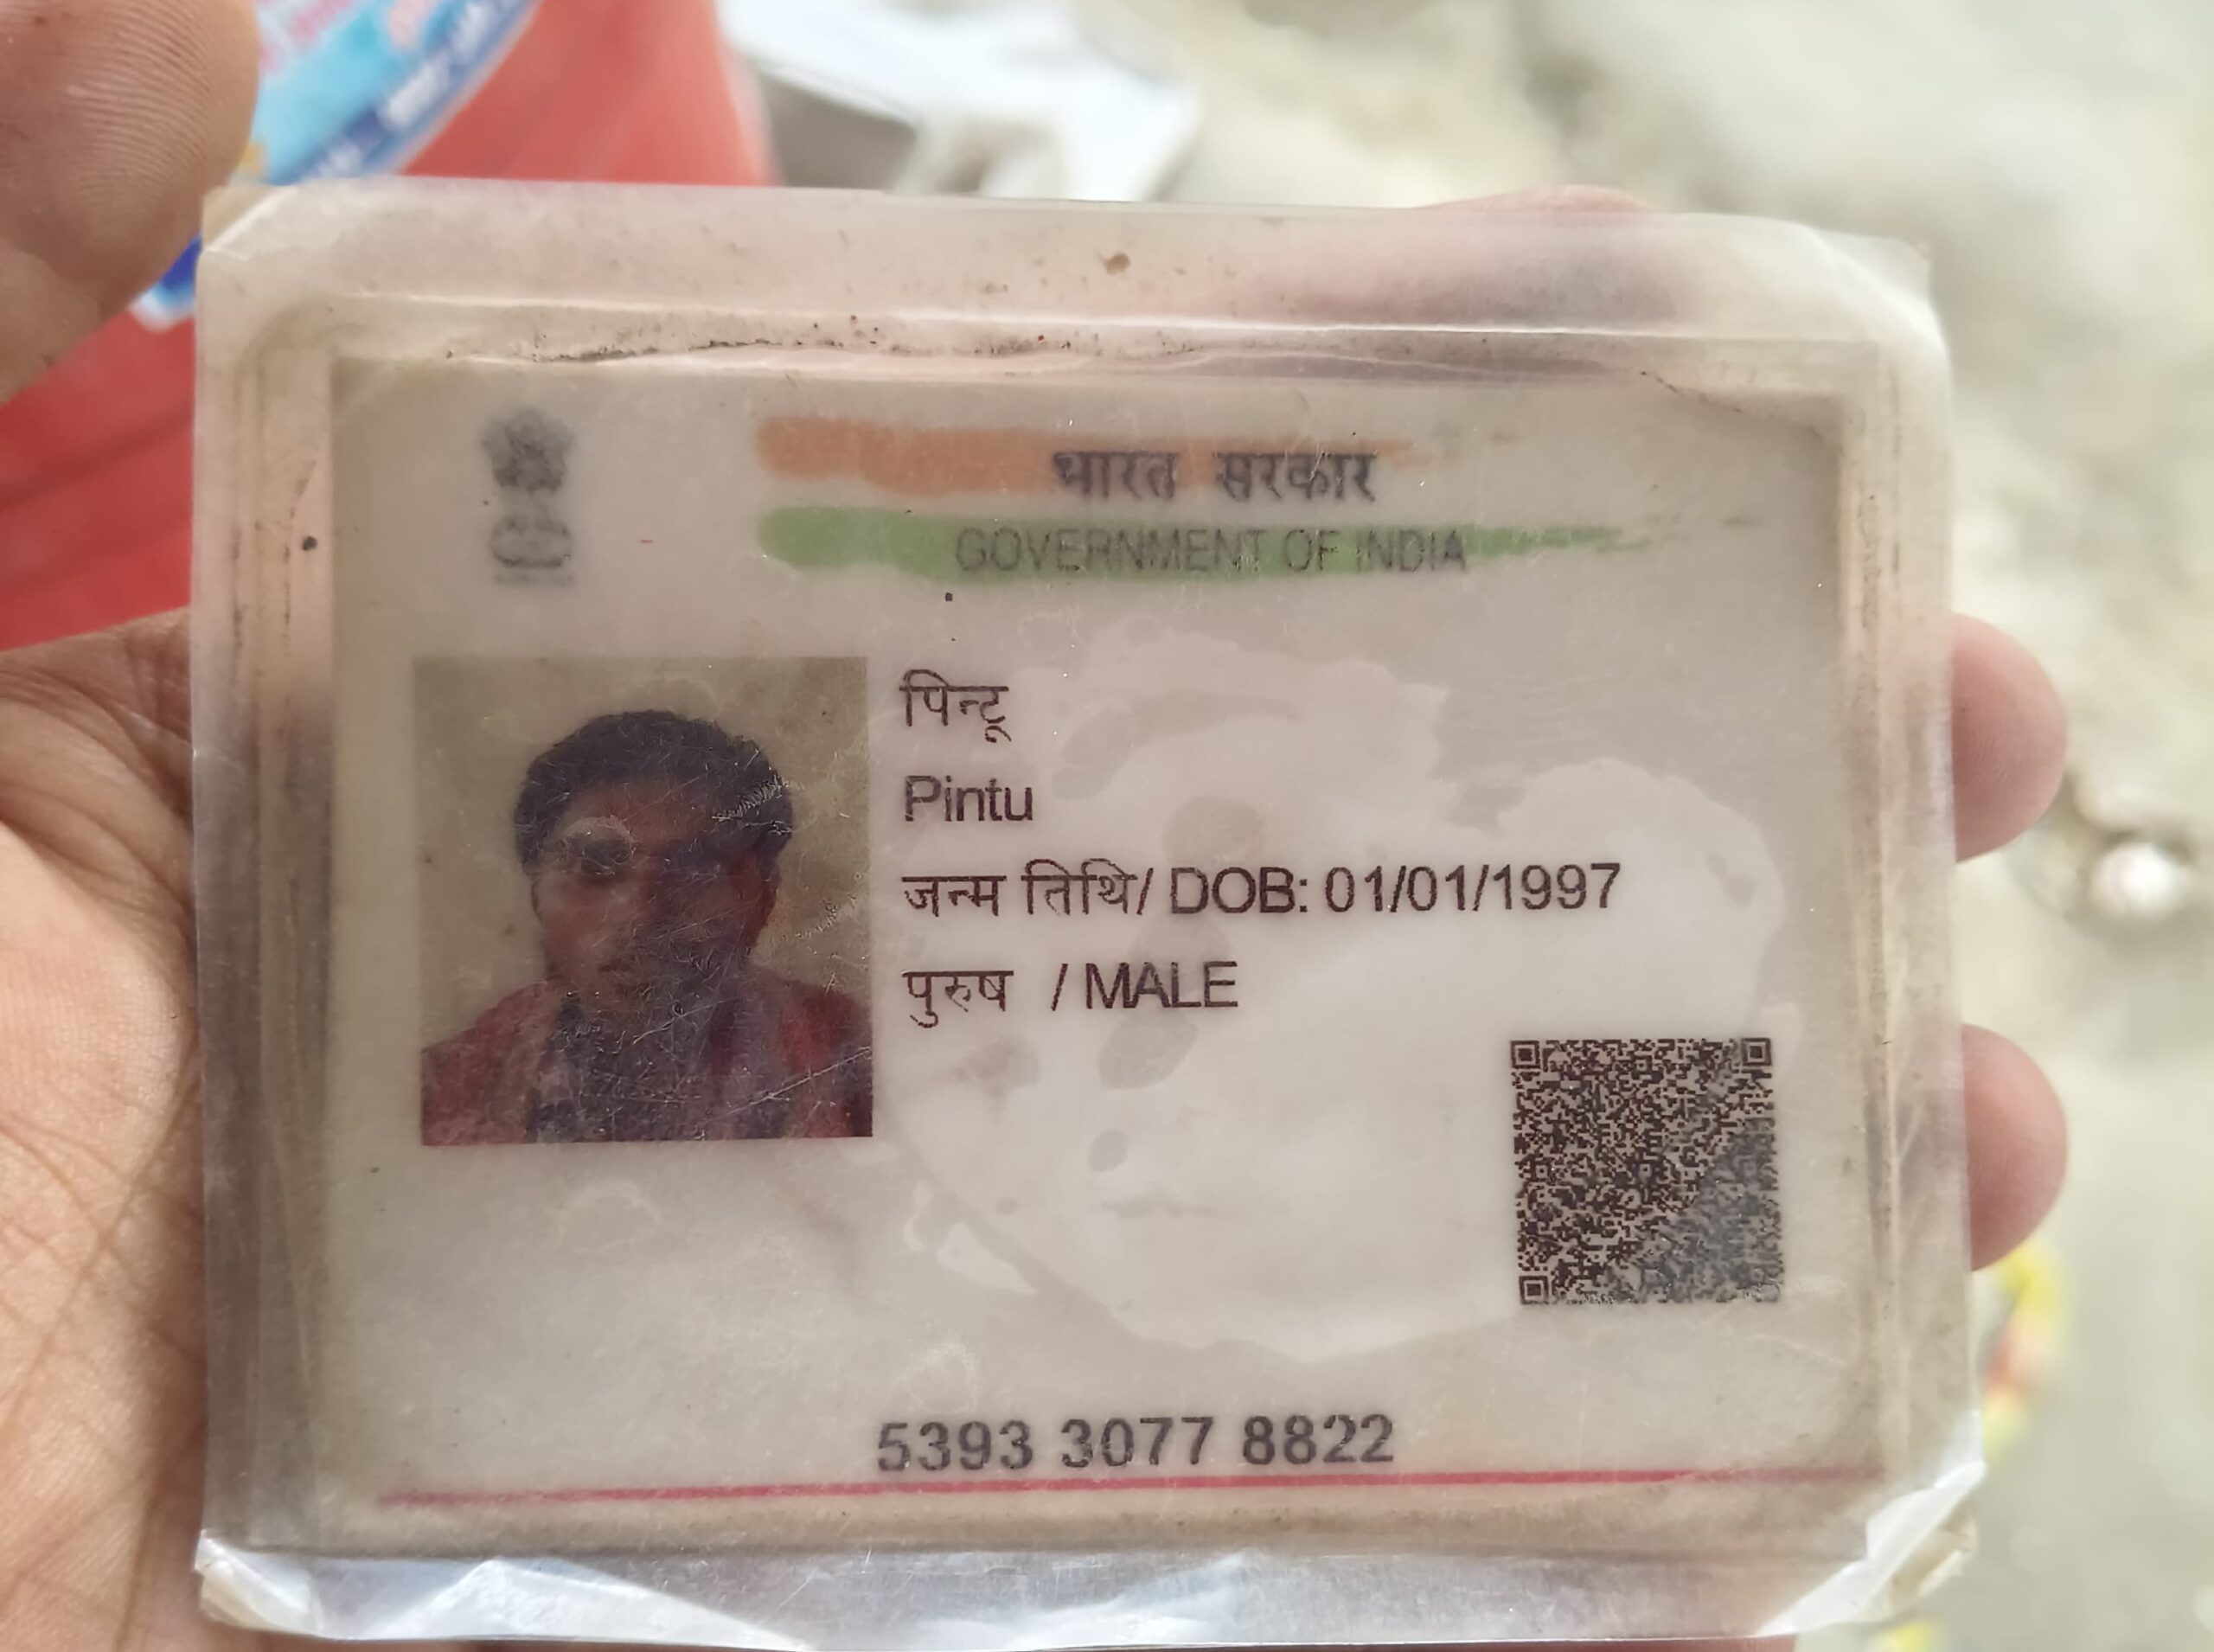 भारत सरकार
GOVERNMENT OF INDIA
पिन्टू
Pintu
जन्म तिथि/ DOB: 01/01/1997
पुरुष / MALE
5393 3077 8822